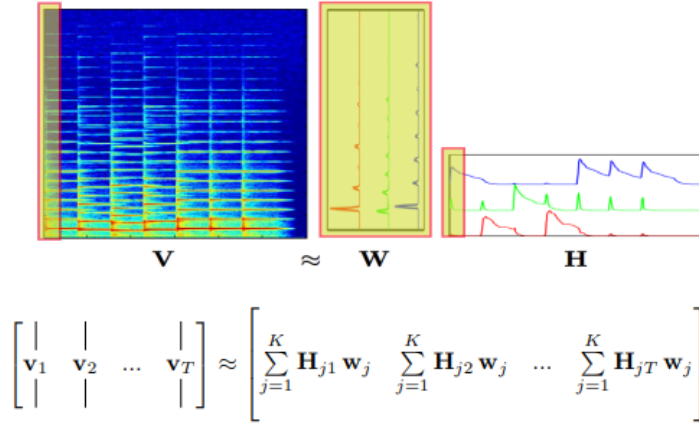 V ≈ W H
[v₁ v₂ ... v_T] ≈ [∑_{j=1}^{K} H_{j1} w_j ∑_{j=1}^{K} H_{j2} w_j ... ∑_{j=1}^{K} H_{jT} w_j]